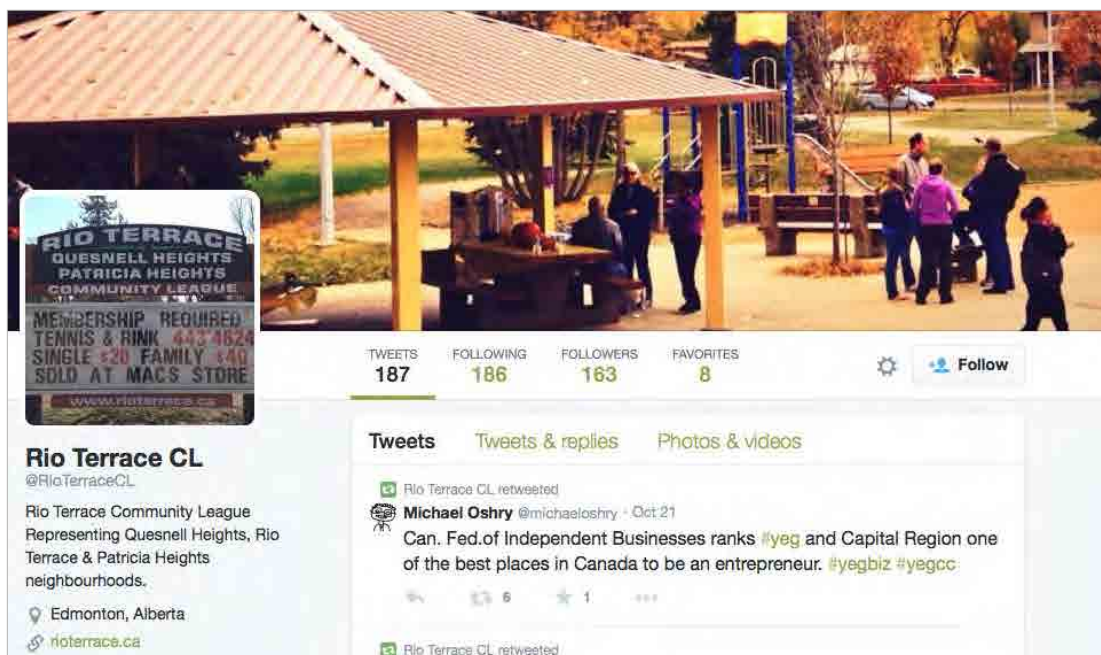 RIO TERRACE
QUESNELL HEIGHTS
PATRICIA HEIGHTS
COMMUNITY LEAGUE
MEMBERSHIP REQUIRED
TENNIS & RINK 443*4624
SINGLE $20 FAMILY $40
SOLD AT MACS STORE
www.rioterrace.ca
TWEETS FOLLOWING FOLLOWERS FAVORITES
187 186 163 8
Follow
Rio Terrace CL
@RioTerraceCL
Rio Terrace Community League
Representing Quesnell Heights, Rio
Terrace & Patricia Heights
neighbourhoods.
Edmonton, Alberta
rioterrace.ca
Tweets Tweets & replies Photos & videos
Rio Terrace CL retweeted
Michael Oshry @michaeloshry · Oct 21
Can. Fed.of Independent Businesses ranks #yeg and Capital Region one
of the best places in Canada to be an entrepreneur. #yegbiz #yegcc
6 1
Rio Terrace CL retweeted